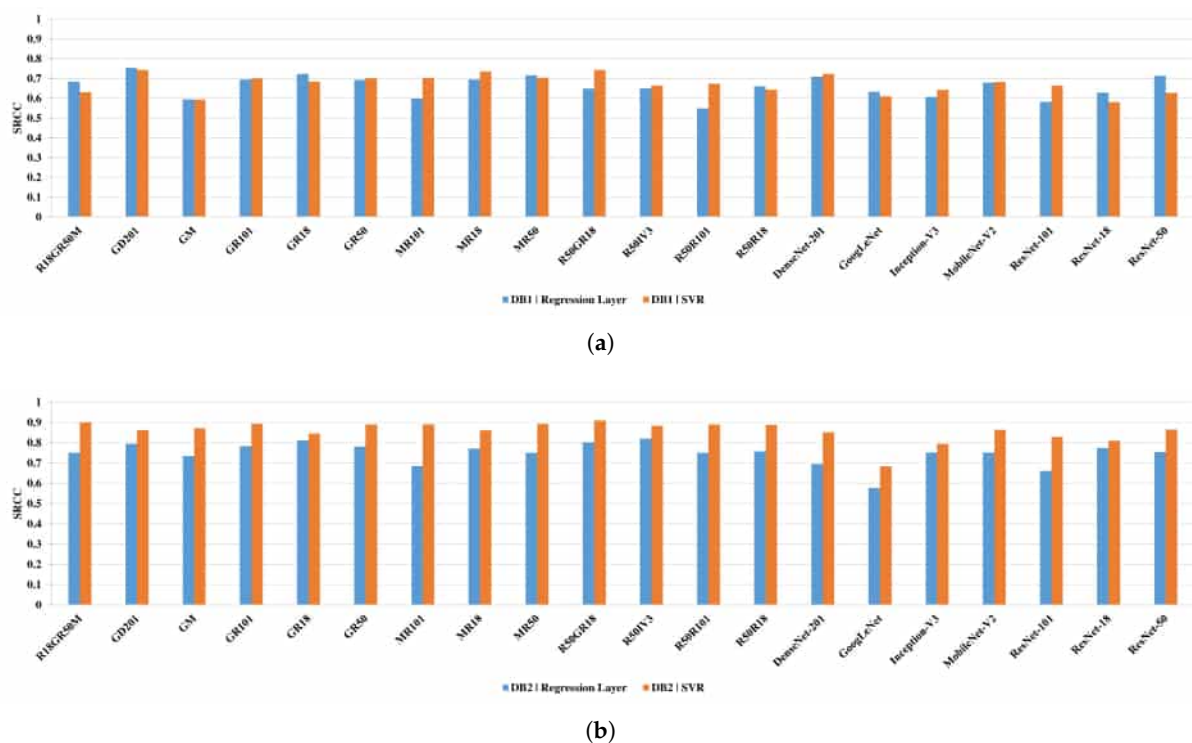 1
0.9
0.8
0.7
0.6
0.5
0.4
0.3
0.2
0.1
0
SRCC
R18GR50M
GD201
GM
GR101
GR18
GR50
MR101
MR18
MR50
R50GR18
R50IV3
R50R101
R50R18
DenseNet-201
GoogLeNet
Inception-V3
MobileNet-V2
ResNet-101
ResNet-18
ResNet-50
DB1 | Regression Layer DB1 | SVR
(a)
1
0.9
0.8
0.7
0.6
0.5
0.4
0.3
0.2
0.1
0
SRCC
R18GR50M
GD201
GM
GR101
GR18
GR50
MR101
MR18
MR50
R50GR18
R50IV3
R50R101
R50R18
DenseNet-201
GoogLeNet
Inception-V3
MobileNet-V2
ResNet-101
ResNet-18
ResNet-50
DB2 | Regression Layer DB2 | SVR
(b)